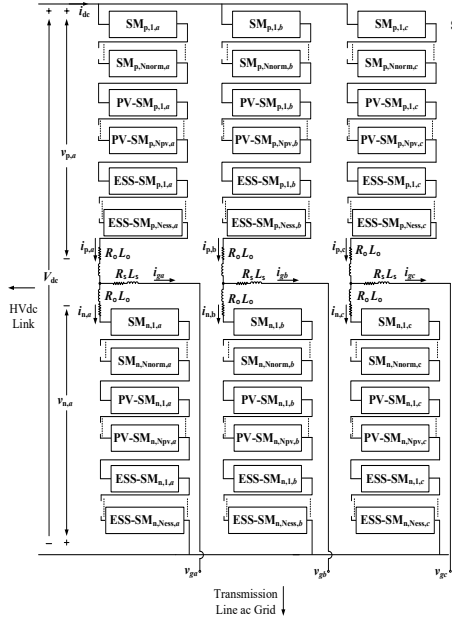 + + i_dc
SM_p,1,a SM_p,1,b SM_p,1,c S
SM_p,Nnorm,a SM_p,Nnorm,b SM_p,Nnorm,c
PV-SM_p,1,a PV-SM_p,1,b PV-SM_p,1,c
v_p,a PV-SM_p,Npv,a PV-SM_p,Npv,b PV-SM_p,Npv,c
ESS-SM_p,1,a ESS-SM_p,1,b ESS-SM_p,1,c
ESS-SM_p,Ness,a ESS-SM_p,Ness,b ESS-SM_p,Ness,c
i_p,a R_o L_o i_p,b R_o L_o i_p,c R_o L_o
V_dc R_s L_s i_ga R_s L_s i_gb R_s L_s i_gc
HVdc
Link
i_n,a R_o L_o i_n,b R_o L_o i_n,c R_o L_o
SM_n,1,a SM_n,1,b SM_n,1,c
SM_n,Nnorm,a SM_n,Nnorm,b SM_n,Nnorm,c
v_n,a PV-SM_n,1,a PV-SM_n,1,b PV-SM_n,1,c
PV-SM_n,Npv,a PV-SM_n,Npv,b PV-SM_n,Npv,c
ESS-SM_n,1,a ESS-SM_n,1,b ESS-SM_n,1,c
ESS-SM_n,Ness,a ESS-SM_n,Ness,b ESS-SM_n,Ness,c
− +
v_ga v_gb v_gc
Transmission
Line ac Grid